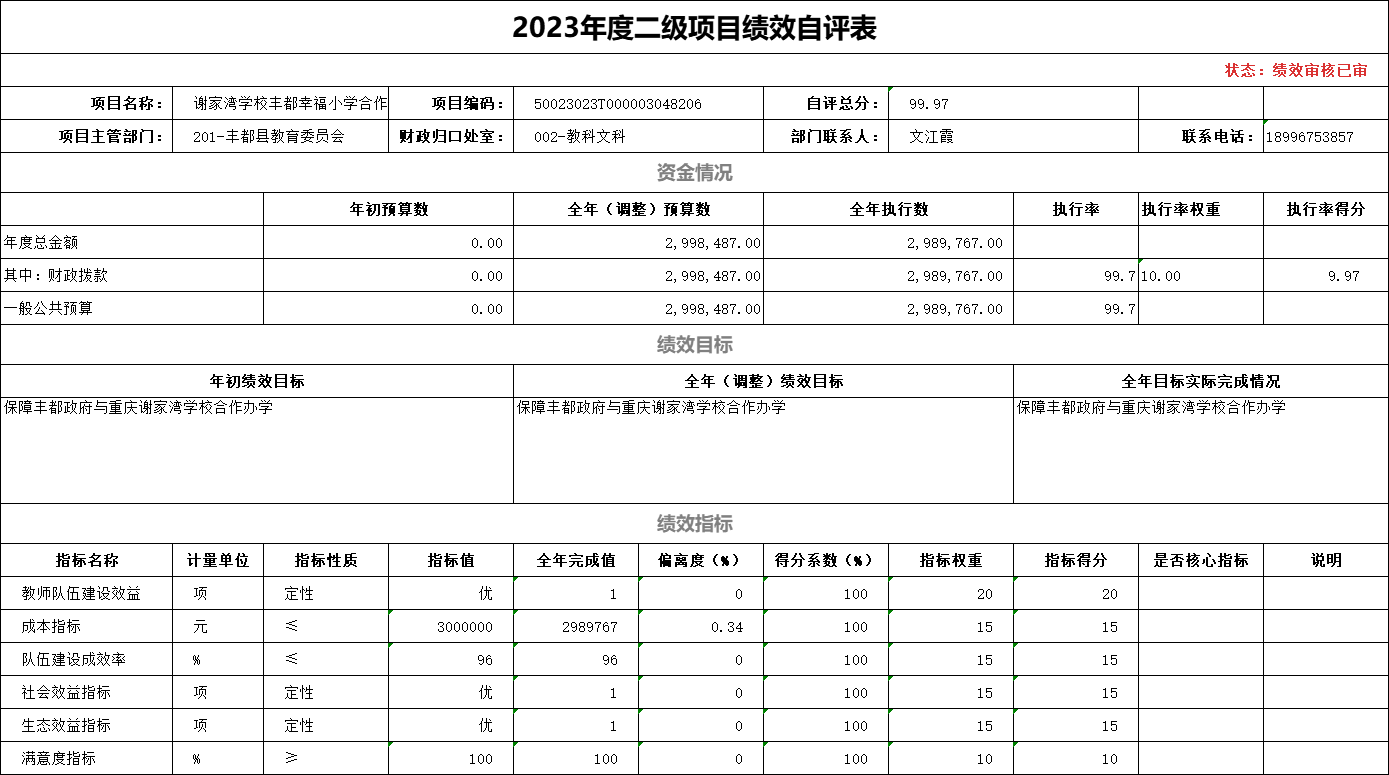 2023年度二级项目绩效自评表
状态：绩效审核已审
项目名称： 谢家湾学校丰都幸福小学合作 项目编码： 50023023T000003048206 自评总分： 99.97
项目主管部门： 201-丰都县教育委员会 财政归口处室： 002-教科文科 部门联系人： 文江霞 联系电话： 18996753857
资金情况
年初预算数 全年（调整）预算数 全年执行数 执行率 执行率权重 执行率得分
年度总金额 0.00 2,998,487.00 2,989,767.00
其中：财政拨款 0.00 2,998,487.00 2,989,767.00 99.7 10.00 9.97
一般公共预算 0.00 2,998,487.00 2,989,767.00 99.7
绩效目标
年初绩效目标 全年（调整）绩效目标 全年目标实际完成情况
保障丰都政府与重庆谢家湾学校合作办学 保障丰都政府与重庆谢家湾学校合作办学 保障丰都政府与重庆谢家湾学校合作办学
绩效指标
指标名称 计量单位 指标性质 指标值 全年完成值 偏离度（%） 得分系数（%） 指标权重 指标得分 是否核心指标 说明
教师队伍建设效益 项 定性 优 1 0 100 20 20
成本指标 元 ≤ 3000000 2989767 0.34 100 15 15
队伍建设成效率 % ≤ 96 96 0 100 15 15
社会效益指标 项 定性 优 1 0 100 15 15
生态效益指标 项 定性 优 1 0 100 15 15
满意度指标 % ≥ 100 100 0 100 10 10